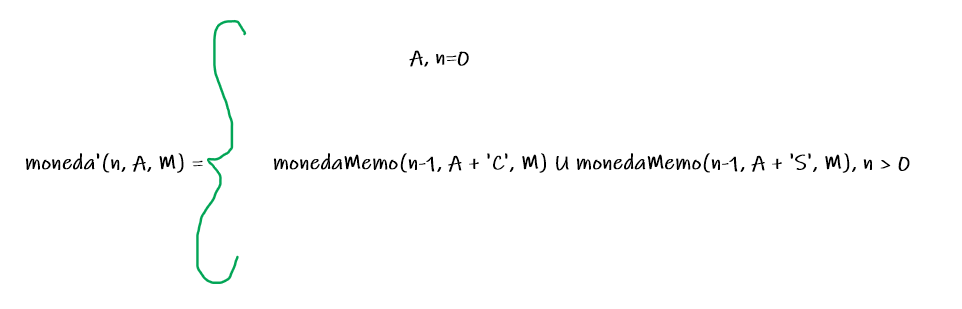 A, n=0
moneda'(n, A, M) =
monedaMemo(n-1, A + 'C', M) U monedaMemo(n-1, A + 'S', M), n > 0